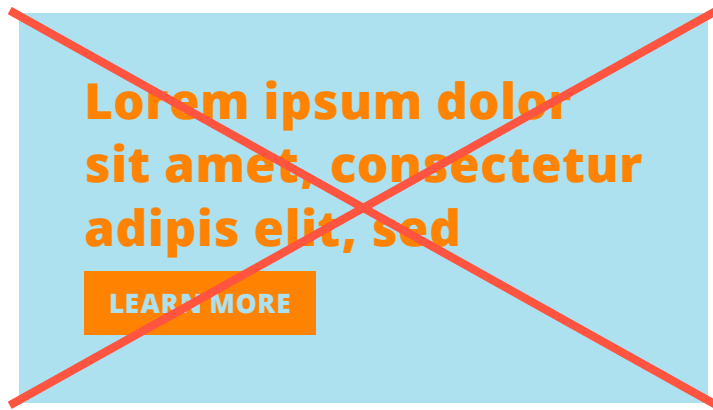 Lorem ipsum dolor
sit amet, consectetur
adipis elit, sed
LEARN MORE